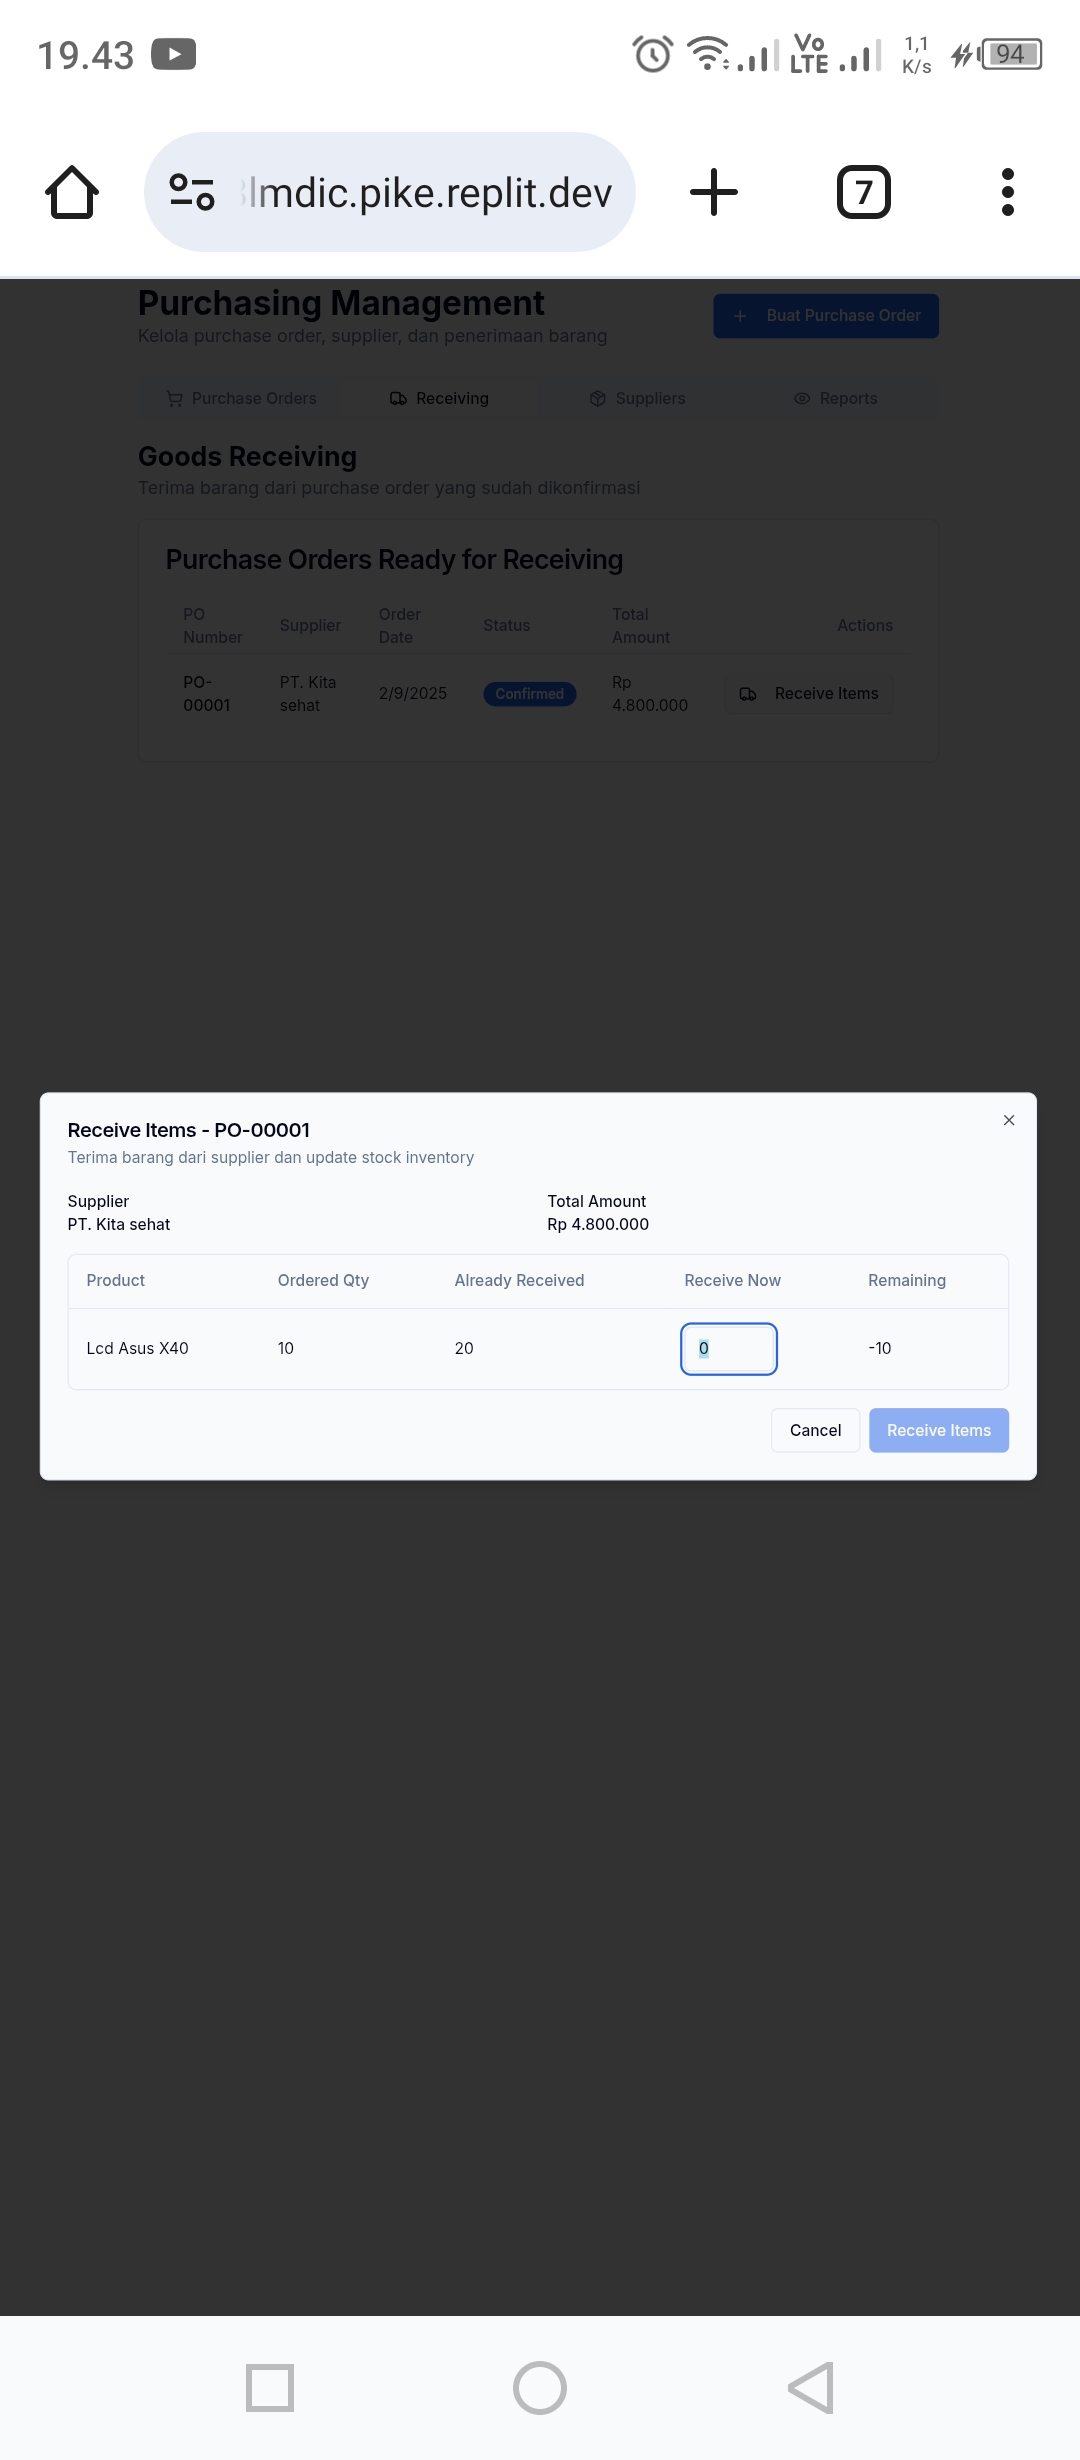 19.43
Vo LTE
1,1 K/s
94
lmdic.pike.replit.dev
7
Purchasing Management
Buat Purchase Order
Kelola purchase order, supplier, dan penerimaan barang
Purchase Orders
Receiving
Suppliers
Reports
Goods Receiving
Terima barang dari purchase order yang sudah dikonfirmasi
Purchase Orders Ready for Receiving
PO Number
Supplier
Order Date
Status
Total Amount
Actions
PO-00001
PT. Kita sehat
2/9/2025
Confirmed
Rp 4.800.000
Receive Items
Receive Items - PO-00001
Terima barang dari supplier dan update stock inventory
Supplier
PT. Kita sehat
Total Amount
Rp 4.800.000
Product
Ordered Qty
Already Received
Receive Now
Remaining
Lcd Asus X40
10
20
0
-10
Cancel
Receive Items